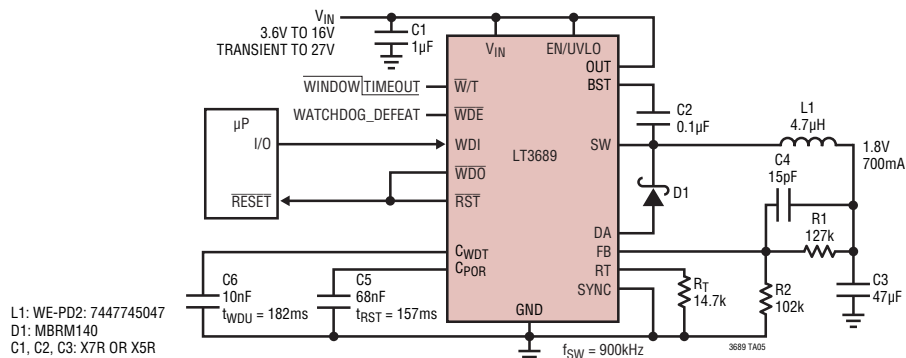 VIN
3.6V TO 16V
TRANSIENT TO 27V
C1
1µF
VIN
EN/UVLO
OUT
BST
WINDOW TIMEOUT
W/T
WATCHDOG_DEFEAT
WDE
µP
I/O
WDI
LT3689
SW
C2
0.1µF
L1
4.7µH
1.8V
700mA
C4
15pF
WDO
RESET
RST
D1
DA
FB
R1
127k
CWDT
CPOR
RT
SYNC
RT
14.7k
R2
102k
C3
47µF
C6
10nF
tWDU = 182ms
C5
68nF
tRST = 157ms
GND
fSW = 900kHz
3689 TA05
L1: WE-PD2: 7447745047
D1: MBRM140
C1, C2, C3: X7R OR X5R